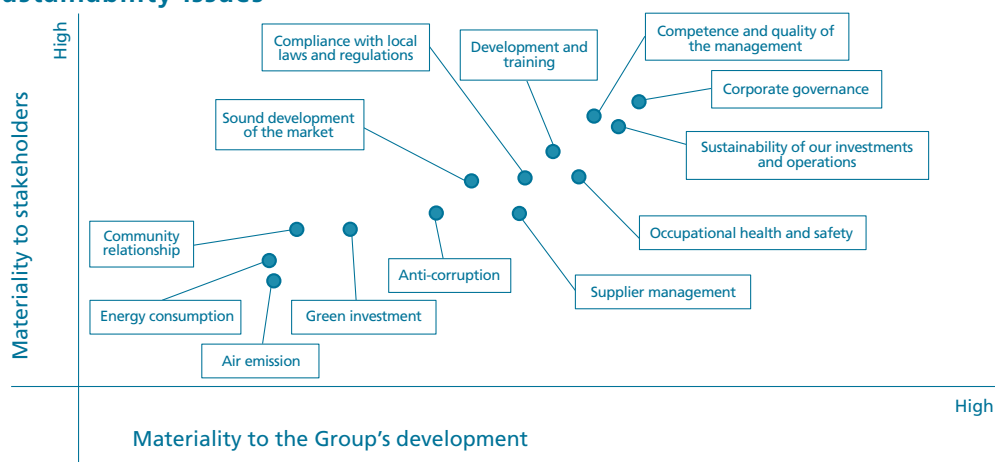 High
Materiality to stakeholders
Compliance with local
laws and regulations
Development and
training
Competence and quality of
the management
Corporate governance
Sound development
of the market
Sustainability of our investments
and operations
Community
relationship
Occupational health and safety
Anti-corruption
Supplier management
Energy consumption
Green investment
Air emission
High
Materiality to the Group's development